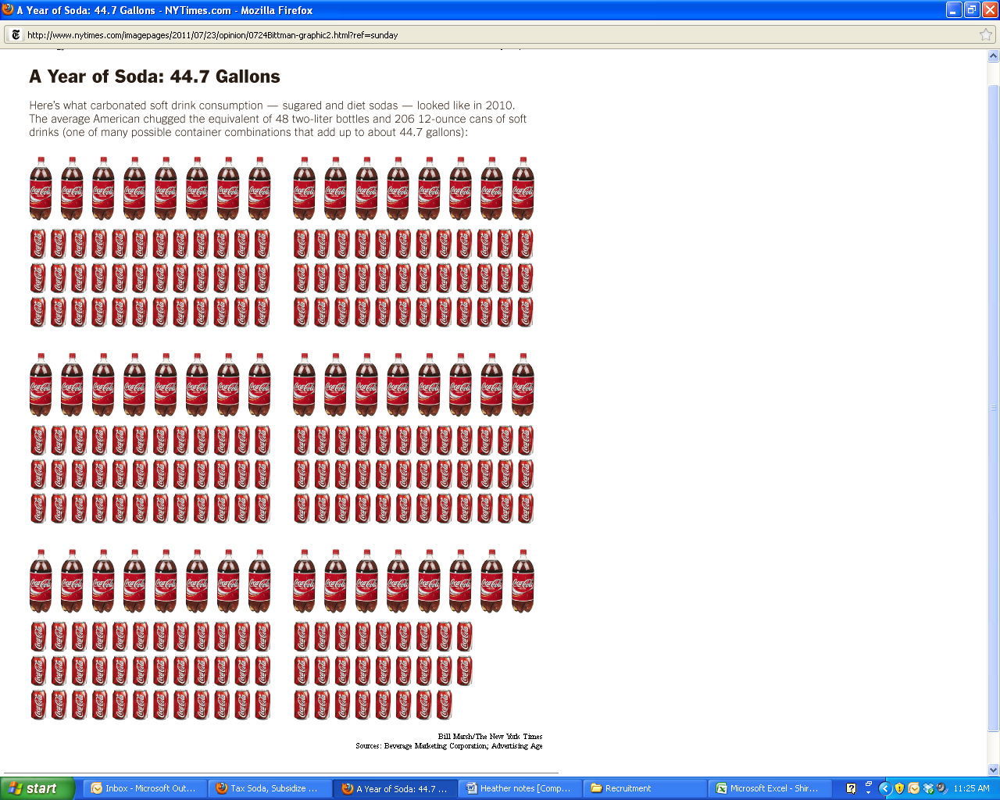 A Year of Soda: 44.7 Gallons - NYTimes.com - Mozilla Firefox
http://www.nytimes.com/imagepages/2011/07/23/opinion/0724Bittman-graphic2.html?ref=sunday
A Year of Soda: 44.7 Gallons
Here's what carbonated soft drink consumption — sugared and diet sodas — looked like in 2010.
The average American chugged the equivalent of 48 two-liter bottles and 206 12-ounce cans of soft
drinks (one of many possible container combinations that add up to about 44.7 gallons):
Bill Marsh/The New York Times
Sources: Beverage Marketing Corporation; Advertising Age
start
Inbox - Microsoft Out...
Tax Soda, Subsidize ...
A Year of Soda: 44.7 ...
Heather notes [Comp...
Recruitment
Microsoft Excel - Shir...
11:25 AM